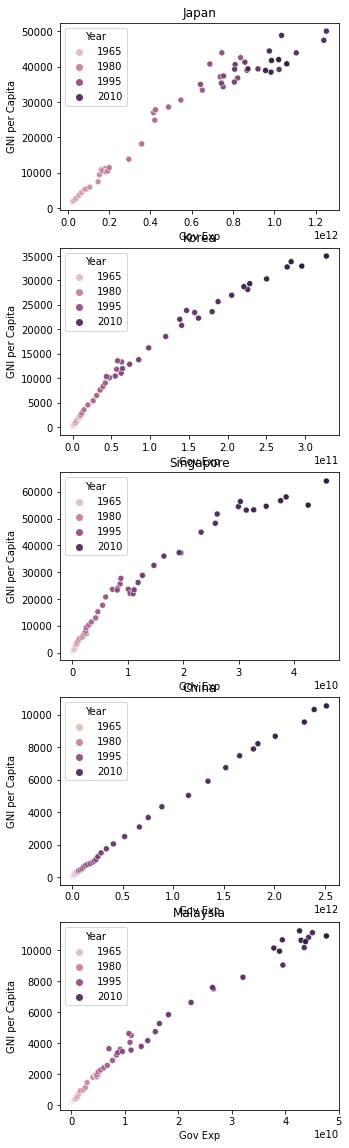 Japan
50000
40000
30000
20000
10000
0
GNI per Capita
Year
1965
1980
1995
2010
0.0 0.2 0.4 0.6 0.8 1.0 1.2
1e12
Gov Exp
Korea
35000
30000
25000
20000
15000
10000
5000
0
GNI per Capita
Year
1965
1980
1995
2010
0.0 0.5 1.0 1.5 2.0 2.5 3.0
1e11
Gov Exp
Singapore
60000
50000
40000
30000
20000
10000
0
GNI per Capita
Year
1965
1980
1995
2010
0 1 2 3 4
1e10
Gov Exp
China
10000
8000
6000
4000
2000
0
GNI per Capita
Year
1965
1980
1995
2010
0.0 0.5 1.0 1.5 2.0 2.5
1e12
Gov Exp
Malaysia
10000
8000
6000
4000
2000
0
GNI per Capita
Year
1965
1980
1995
2010
0 1 2 3 4 5
1e10
Gov Exp